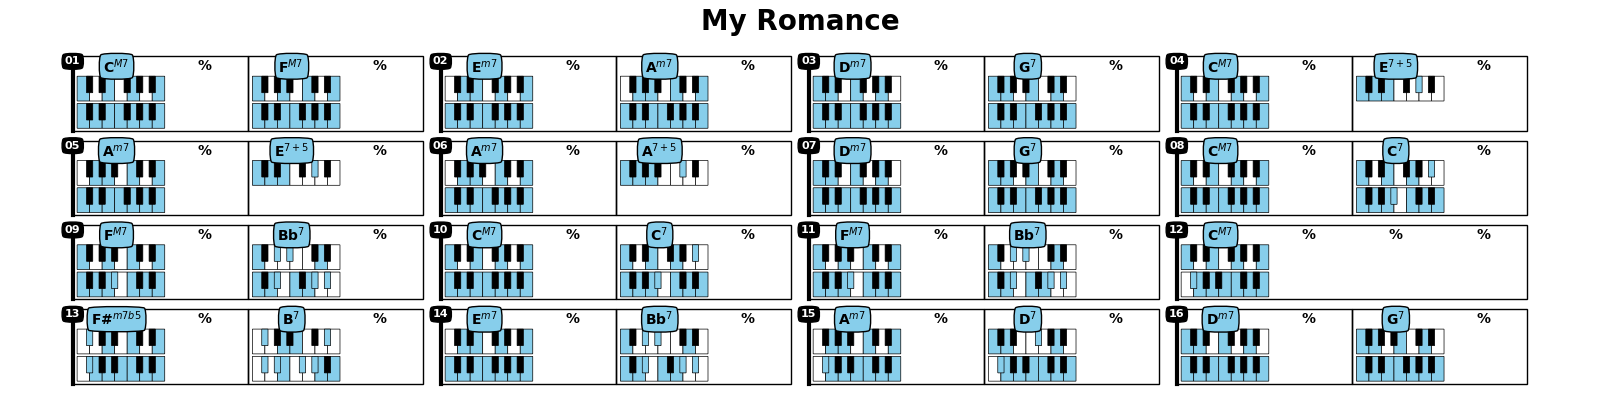 My Romance
01 CM7 % FM7 % 02 Em7 % Am7 % 03 Dm7 % G7 % 04 CM7 % E7+5 %
05 Am7 % E7+5 % 06 Am7 % A7+5 % 07 Dm7 % G7 % 08 CM7 % C7 %
09 FM7 % Bb7 % 10 CM7 % C7 % 11 FM7 % Bb7 % 12 CM7 % % %
13 F#m7b5 % B7 % 14 Em7 % Bb7 % 15 Am7 % D7 % 16 Dm7 % G7 %